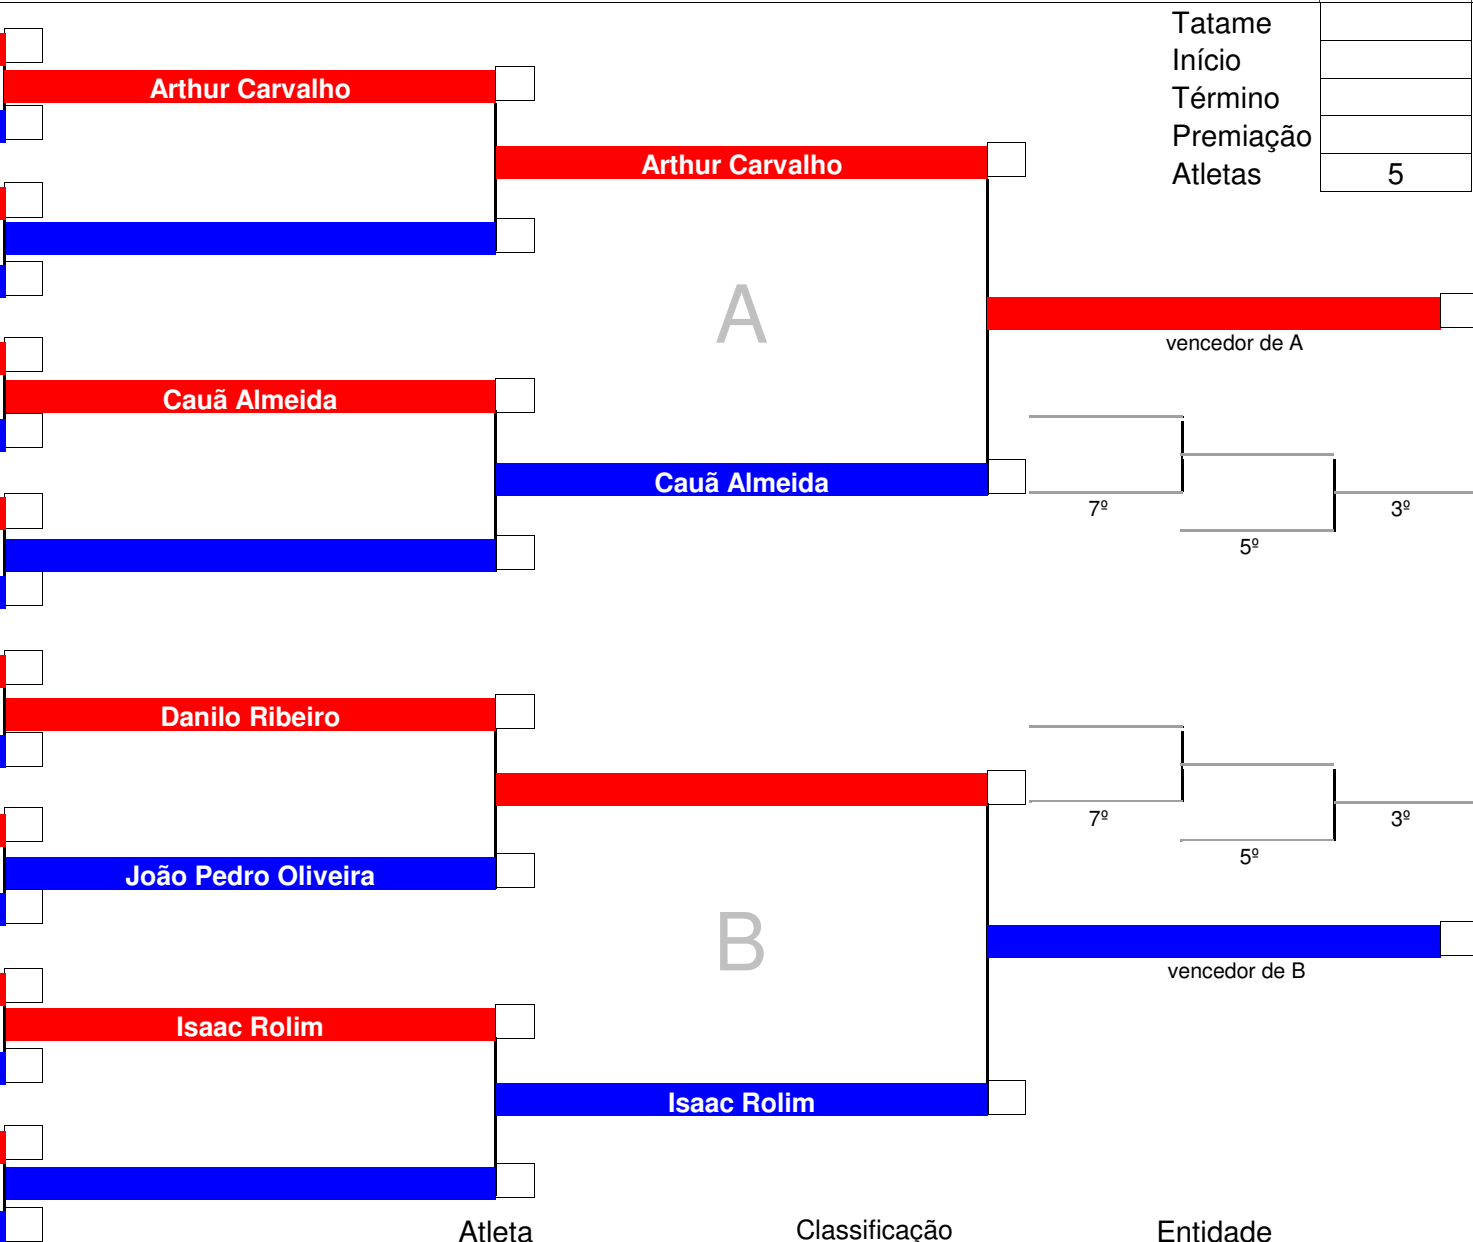 Tatame
Início
Término
Premiação
Atletas 5
Arthur Carvalho
Arthur Carvalho
A
vencedor de A
Cauã Almeida
Cauã Almeida
7º
3º
5º
Danilo Ribeiro
7º
3º
5º
João Pedro Oliveira
B
vencedor de B
Isaac Rolim
Isaac Rolim
Atleta Classificação Entidade